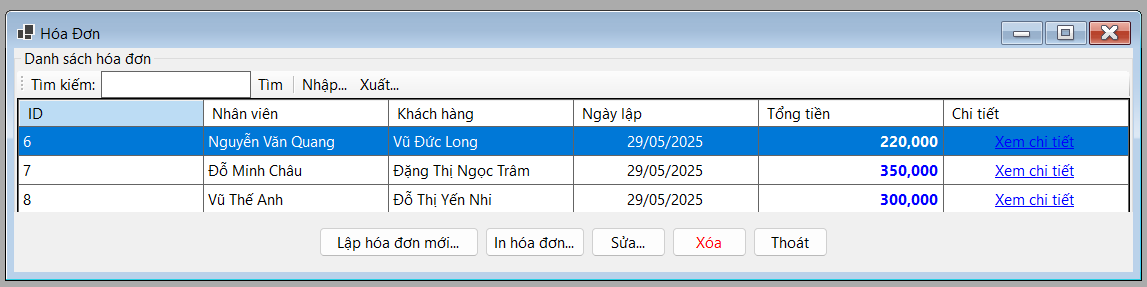 Hóa Đơn
Danh sách hóa đơn
Tìm kiếm: Tìm Nhập... Xuất...
ID Nhân viên Khách hàng Ngày lập Tổng tiền Chi tiết
6 Nguyễn Văn Quang Vũ Đức Long 29/05/2025 220,000 Xem chi tiết
7 Đỗ Minh Châu Đặng Thị Ngọc Trâm 29/05/2025 350,000 Xem chi tiết
8 Vũ Thế Anh Đỗ Thị Yến Nhi 29/05/2025 300,000 Xem chi tiết
Lập hóa đơn mới... In hóa đơn... Sửa... Xóa Thoát